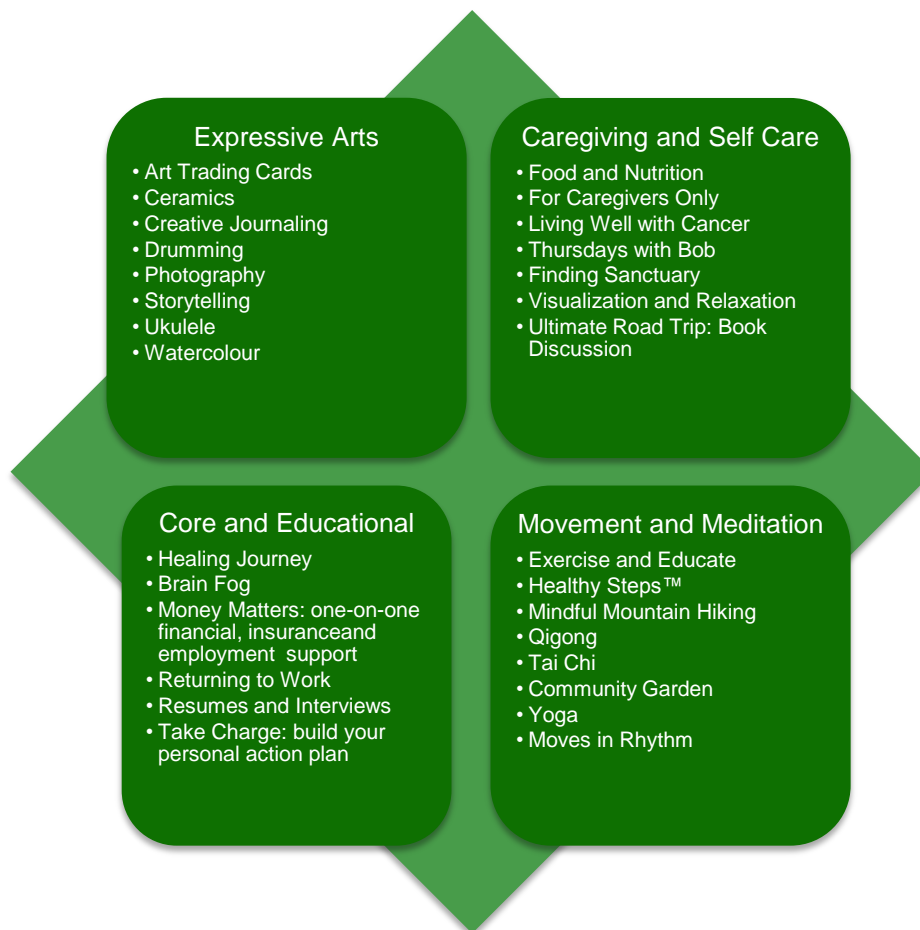 Expressive Arts
• Art Trading Cards
• Ceramics
• Creative Journaling
• Drumming
• Photography
• Storytelling
• Ukulele
• Watercolour
Caregiving and Self Care
• Food and Nutrition
• For Caregivers Only
• Living Well with Cancer
• Thursdays with Bob
• Finding Sanctuary
• Visualization and Relaxation
• Ultimate Road Trip: Book
Discussion
Core and Educational
• Healing Journey
• Brain Fog
• Money Matters: one-on-one
financial, insuranceand
employment support
• Returning to Work
• Resumes and Interviews
• Take Charge: build your
personal action plan
Movement and Meditation
• Exercise and Educate
• Healthy Steps™
• Mindful Mountain Hiking
• Qigong
• Tai Chi
• Community Garden
• Yoga
• Moves in Rhythm